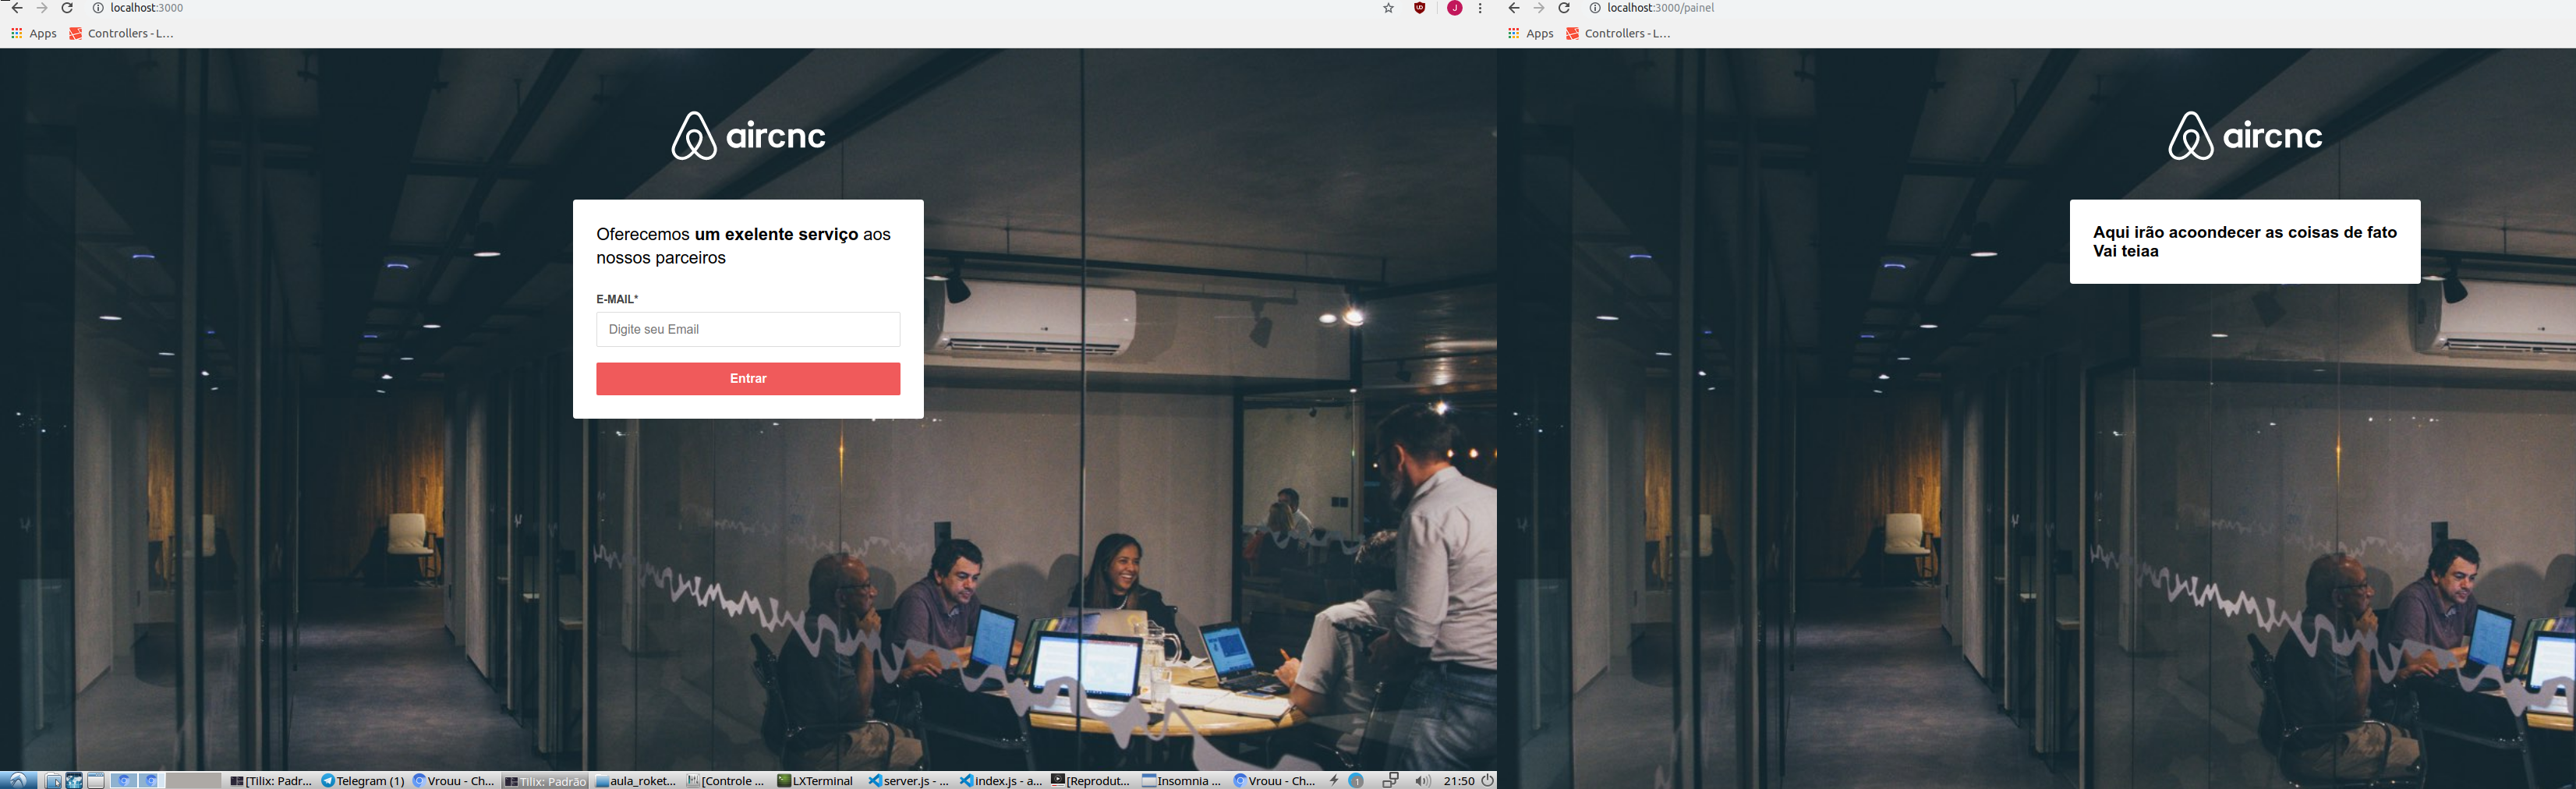 localhost:3000
Apps
Controllers - L...
aircnc
Oferecemos um exelente serviço aos
nossos parceiros
E-MAIL*
Digite seu Email
Entrar
[Tilix: Padr...
Telegram (1)
Vrouu - Ch...
Tilix: Padrão
aula_roket...
[Controle ...
LXTerminal
server.js - ...
index.js - a...
[Reprodut...
Insomnia ...
Vrouu - Ch...
21:50
localhost:3000/painel
Apps
Controllers - L...
aircnc
Aqui irão acoondecer as coisas de fato
Vai teiaa